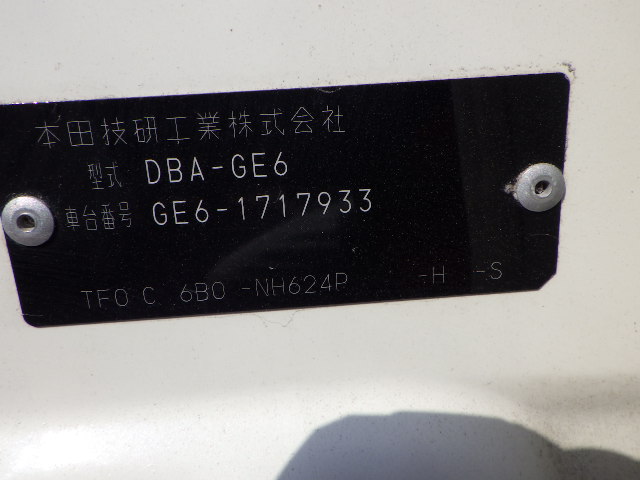 本田技研工業株式会社
型式 DBA-GE6
車台番号 GE6-1717933
TF0 C 6B0 -NH624P -H -S